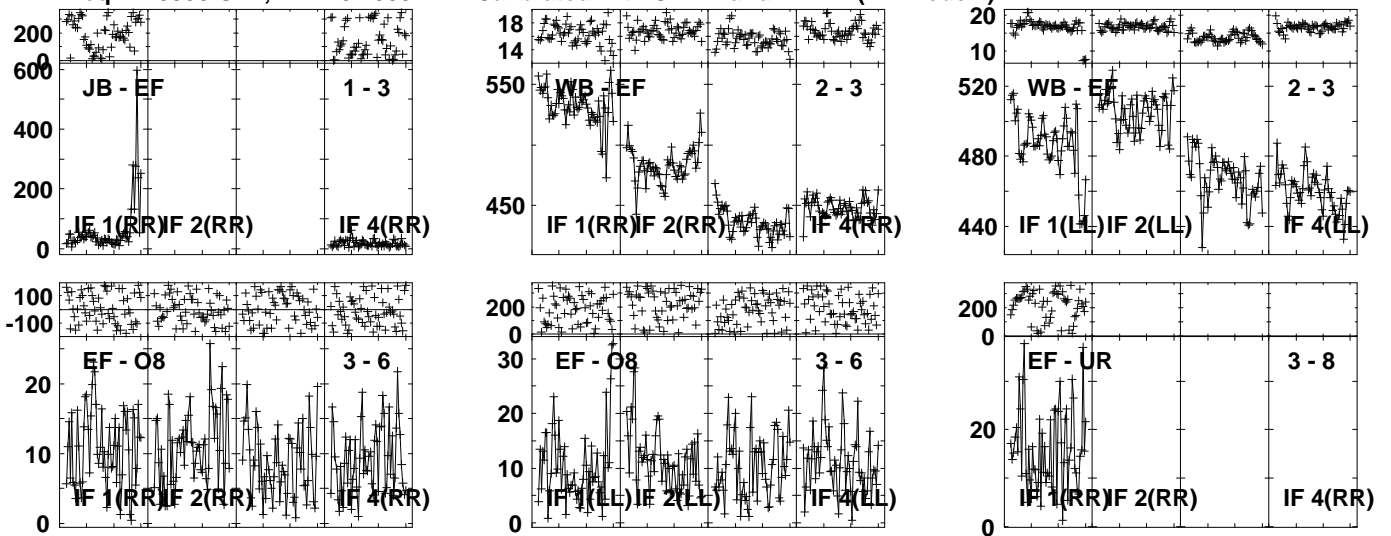 200
0
18
14
20
10
600
400
200
0
JB - EF
1 - 3
IF 1(RR)
IF 2(RR)
IF 4(RR)
550
450
WB - EF
2 - 3
IF 1(RR)
IF 2(RR)
IF 4(RR)
520
480
440
WB - EF
2 - 3
IF 1(LL)
IF 2(LL)
IF 4(LL)
100
-100
20
10
0
EF - O8
3 - 6
IF 1(RR)
IF 2(RR)
IF 4(RR)
200
0
30
20
10
0
EF - O8
3 - 6
IF 1(LL)
IF 2(LL)
IF 4(LL)
200
0
20
0
EF - UR
3 - 8
IF 1(RR)
IF 2(RR)
IF 4(RR)